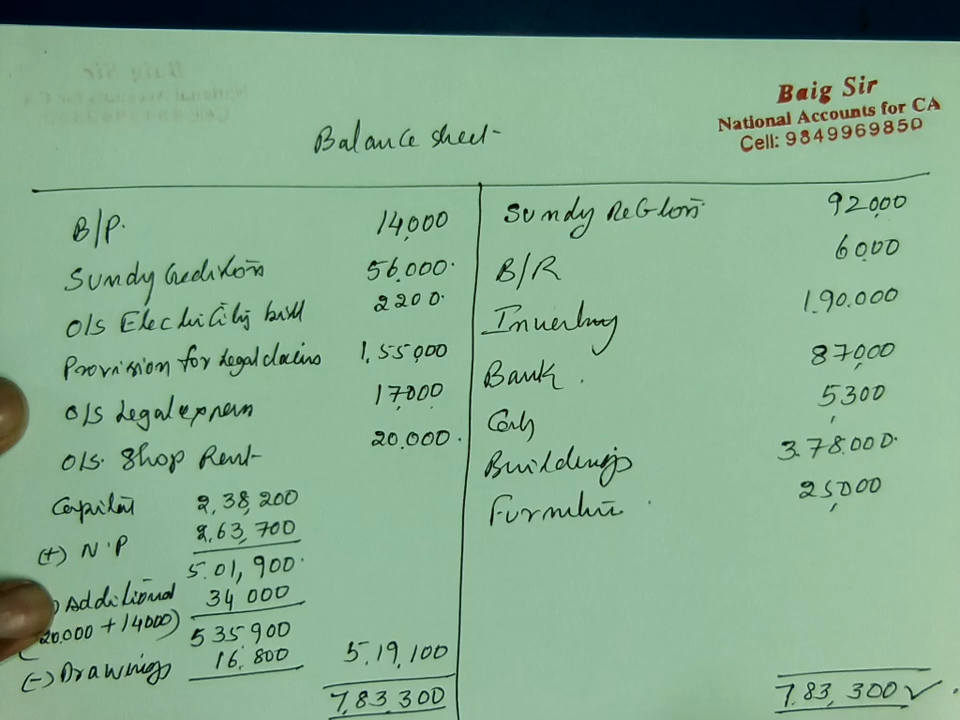 Baig Sir
National Accounts for CA
Cell: 9849969850
Balance sheet
B/P. 14,000
Sundry Creditors 56,000.
O/S Electricity bill 2200.
Provision for Legal claims 1,55,000
O/S Legal expens 17,000
O/S. Shop Rent 20,000.
Capital 2,38,200
(+) N.P 2,63,700
5,01,900.
) Additional 34 000
(20,000 + 14000)
5 35 900
(-) Drawings 16,800 5,19,100
7,83,300
Sundry Debtors 92,000
B/R 6000
Inventory 1,90,000
Bank. 87,000
Cash 5,300
Buildings 3,78,000.
Furniture. 25,000
7,83,300 ✓